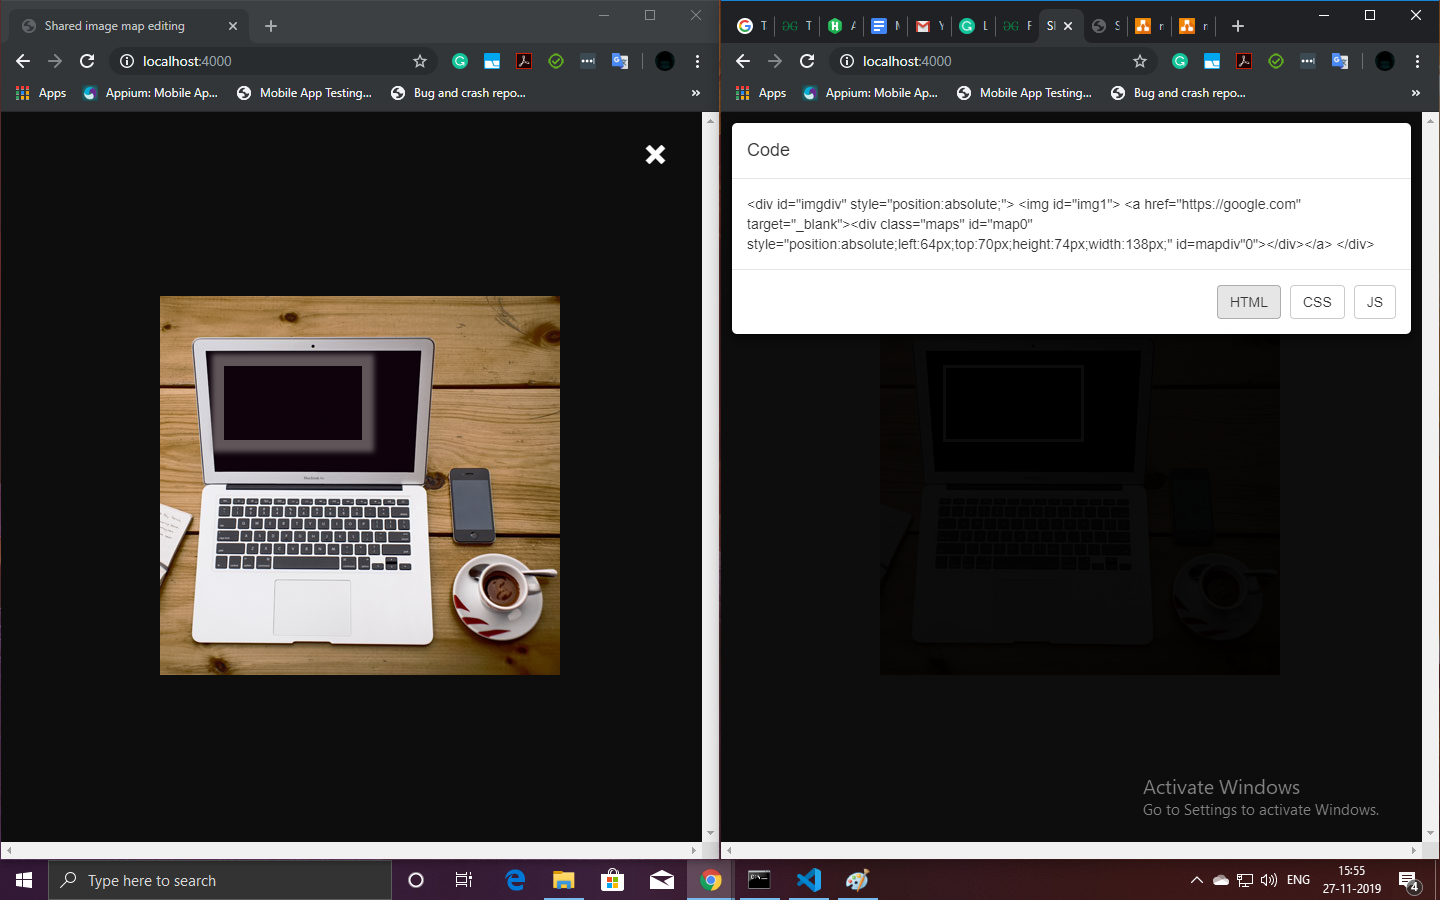 Shared image map editing
localhost:4000
Apps
Appium: Mobile Ap...
Mobile App Testing...
Bug and crash repo...
»
T
T
A
M
Y
L
F
SI
S
r
r
localhost:4000
Apps
Appium: Mobile Ap...
Mobile App Testing...
Bug and crash repo...
»
Code
<div id="imgdiv" style="position:absolute;"> <img id="img1"> <a href="https://google.com"
target="_blank"><div class="maps" id="map0"
style="position:absolute;left:64px;top:70px;height:74px;width:138px;" id=mapdiv"0"></div></a> </div>
HTML
CSS
JS
Activate Windows
Go to Settings to activate Windows.
Type here to search
ENG
15:55
27-11-2019
4